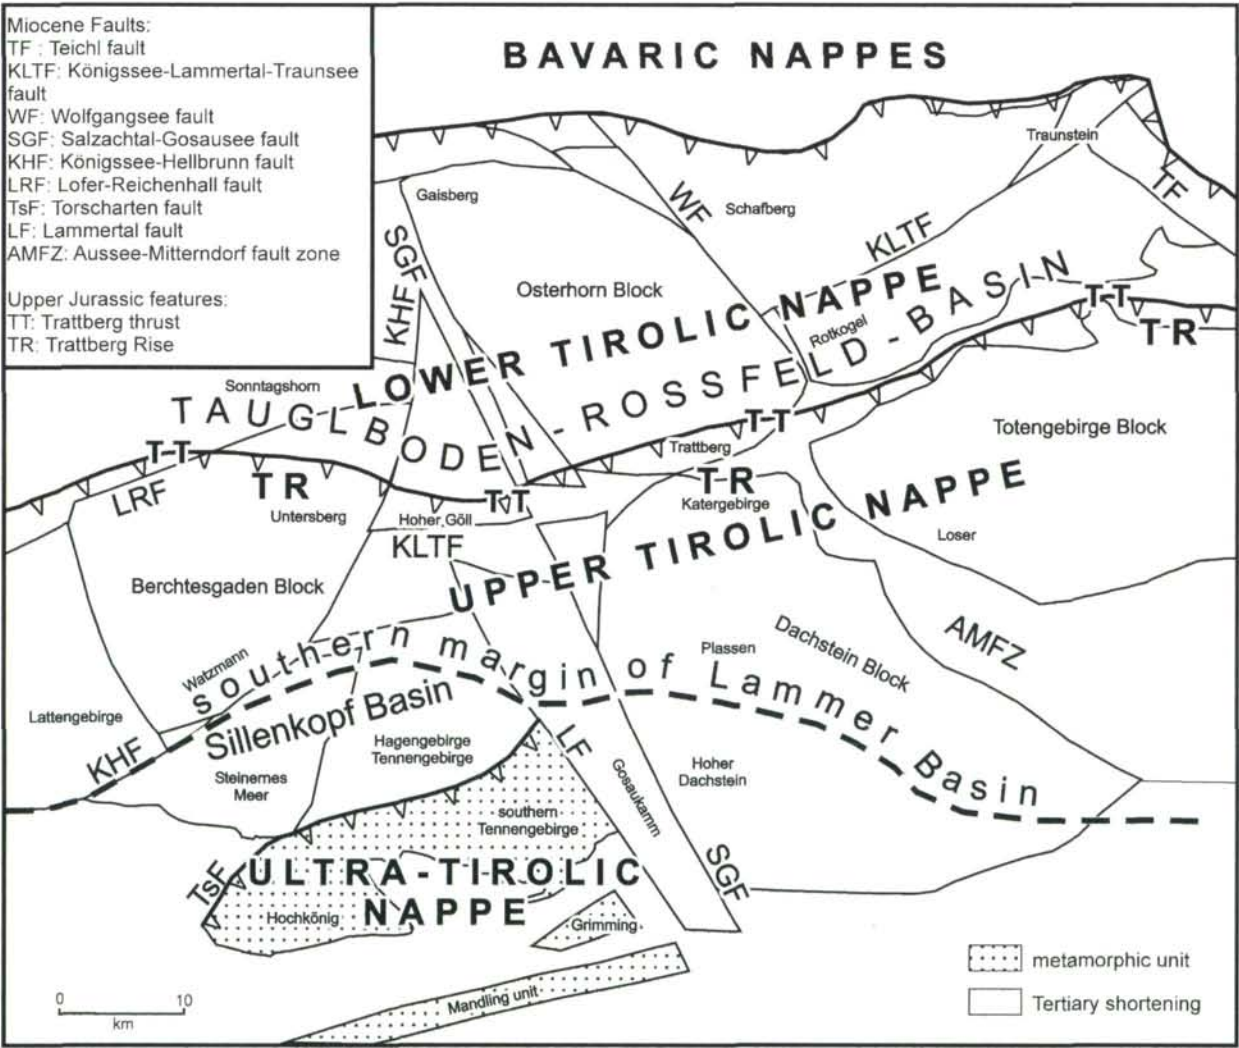 Miocene Faults:
TF : Teichl fault
KLTF: Königssee-Lammertal-Traunsee
fault
WF: Wolfgangsee fault
SGF: Salzachtal-Gosausee fault
KHF: Königssee-Hellbrunn fault
LRF: Lofer-Reichenhall fault
TsF: Torscharten fault
LF: Lammertal fault
AMFZ: Aussee-Mitterndorf fault zone
Upper Jurassic features:
TT: Trattberg thrust
TR: Trattberg Rise
BAVARIC NAPPES
Traunstein
TF
Gaisberg
WF
Schafberg
KLTF
SGF
KHF
Osterhorn Block
LOWER TIROLIC NAPPE
Rotkogel
TT
TR
Sonntagshorn
TAUGLBODEN-ROSSFELD-BASIN
TT
Trattberg
Totengebirge Block
TT
LRF
TR
Untersberg
TT
TR
Katergebirge
Hoher Göll
KLTF
UPPER TIROLIC NAPPE
Loser
Berchtesgaden Block
AMFZ
Watzmann
southern margin of Lammer Basin
Plassen
Dachstein Block
Lattengebirge
Sillenkopf Basin
KHF
Steinernes
Meer
Hagengebirge
Tennengebirge
LF
Gosaukamm
Hoher
Dachstein
southern
Tennengebirge
TsF
ULTRA-TIROLIC
NAPPE
SGF
Hochkönig
Grimming
Mandling unit
metamorphic unit
Tertiary shortening
0 10
km